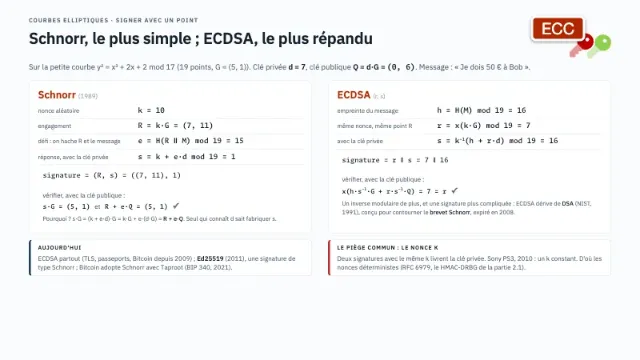 COURBES ELLIPTIQUES · SIGNER AVEC UN POINT
Schnorr, le plus simple ; ECDSA, le plus répandu
ECC
Sur la petite courbe y² = x³ + 2x + 2 mod 17 (19 points, G = (5, 1)). Clé privée d = 7, clé publique Q = d·G = (0, 6). Message : « Je dois 50 € à Bob ».
Schnorr (1989)
nonce aléatoire k = 10
engagement R = k·G = (7, 11)
défi : on hache R et le message e = H(R ‖ M) mod 19 = 15
réponse, avec la clé privée s = k + e·d mod 19 = 1
signature = (R, s) = ((7, 11), 1)
vérifier, avec la clé publique :
s·G = (5, 1) et R + e·Q = (5, 1) ✓
Pourquoi ? s·G = (k + e·d)·G = k·G + e·(d·G) = R + e·Q. Seul qui connaît d sait fabriquer s.
ECDSA (r, s)
empreinte du message h = H(M) mod 19 = 16
même nonce, même point R r = x(k·G) mod 19 = 7
avec la clé privée s = k⁻¹(h + r·d) mod 19 = 16
signature = r ‖ s = 7 ‖ 16
vérifier, avec la clé publique :
x(h·s⁻¹·G + r·s⁻¹·Q) = 7 = r ✓
Un inverse modulaire de plus, et une signature plus compliquée : ECDSA dérive de DSA (NIST, 1991), conçu pour contourner le brevet Schnorr, expiré en 2008.
AUJOURD'HUI
ECDSA partout (TLS, passeports, Bitcoin depuis 2009) ; Ed25519 (2011), une signature de
type Schnorr ; Bitcoin adopte Schnorr avec Taproot (BIP 340, 2021).
LE PIÈGE COMMUN : LE NONCE K
Deux signatures avec le même k livrent la clé privée. Sony PS3, 2010 : un k constant. D'où les
nonces déterministes (RFC 6979, le HMAC-DRBG de la partie 2.1).